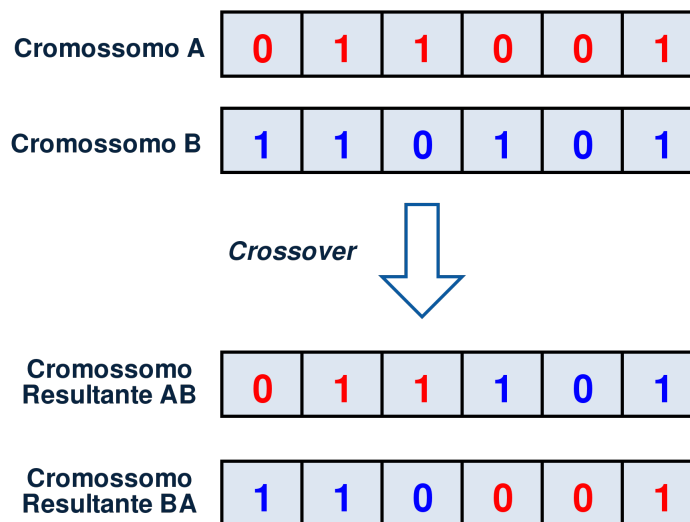 Cromossomo A 0 1 1 0 0 1
Cromossomo B 1 1 0 1 0 1
Crossover
Cromossomo
Resultante AB 0 1 1 1 0 1
Cromossomo
Resultante BA 1 1 0 0 0 1